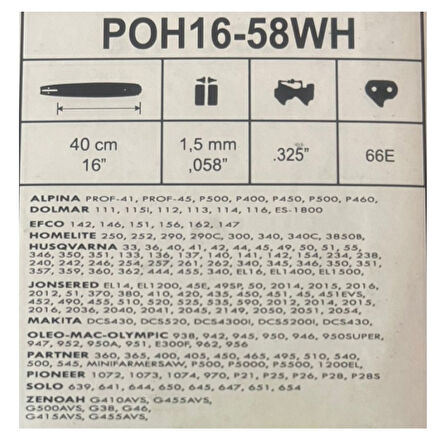 POH16-58WH
40 cm 1,5 mm .325" 66E
16" ,058"
ALPINA PROF-41, PROF-45, P500, P400, P450, P500, P460,
DOLMAR 111, 115I, 112, 113, 114, 116, ES-1800
EFCO 142, 146, 151, 156, 162, 147
HOMELITE 250, 252, 290, 290C, 300, 340, 340C, 3850B,
HUSQVARNA 33, 36, 40, 41, 42, 44, 45, 49, 50, 51, 55,
346, 350, 351, 133, 136, 137, 140, 141, 142, 154, 234, 238,
240, 242, 246, 254, 257, 261, 262, 340, 345, 346, 350, 351,
357, 359, 360, 362, 444, 455, 340, EL16, EL1400, EL1500,
JONSERED EL14, EL1200, 45E, 49SP, 50, 2014, 2015, 2016,
2012, 51, 370, 380, 410, 420, 435, 450, 451, 45, 451EVS,
452, 490, 455, 510, 520, 525, 535, 590, 2012, 2014, 2015,
2016, 2036, 2040, 2041, 2045, 2149, 2050, 2051, 2054,
MAKITA DCS430, DCS520, DCS4300I, DCS5200I, DCS430,
OLEO-MAC-OLYMPIC 938, 942, 945, 950, 946, 950SUPER,
947, 952, 950A, 951, E300F, 962, 956
PARTNER 360, 365, 400, 405, 450, 465, 495, 510, 540,
500, 545, MINIFARMERSAW, P500, P5000, P5500, 1200EL,
PIONEER 1072, 1073, 1074, 970, P21, P25, P26, P28, P28S
SOLO 639, 641, 644, 650, 645, 647, 651, 654
ZENOAH G410AVS, G455AVS,
G500AVS, G38, G46,
G415AVS, G455AVS,